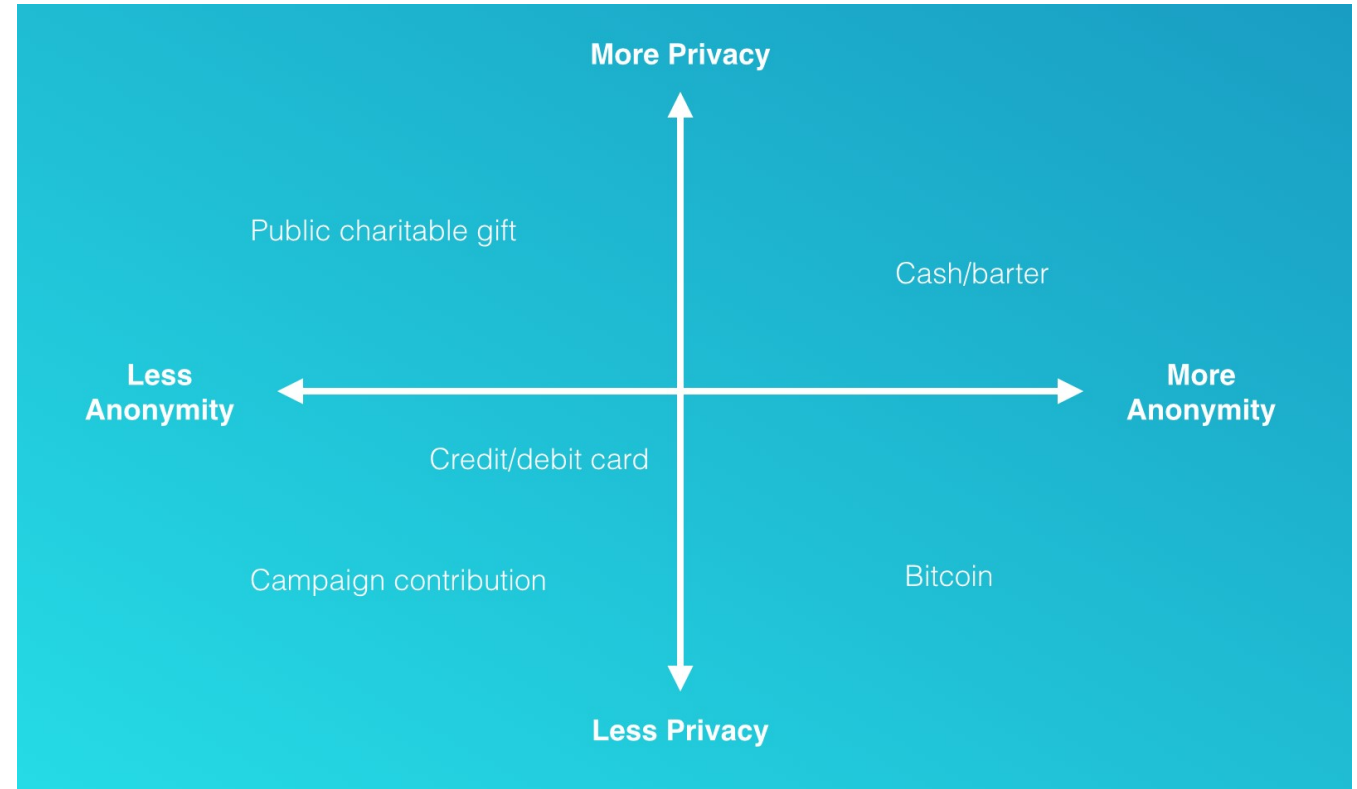 More Privacy
Public charitable gift
Cash/barter
Less
Anonymity
More
Anonymity
Credit/debit card
Campaign contribution
Bitcoin
Less Privacy